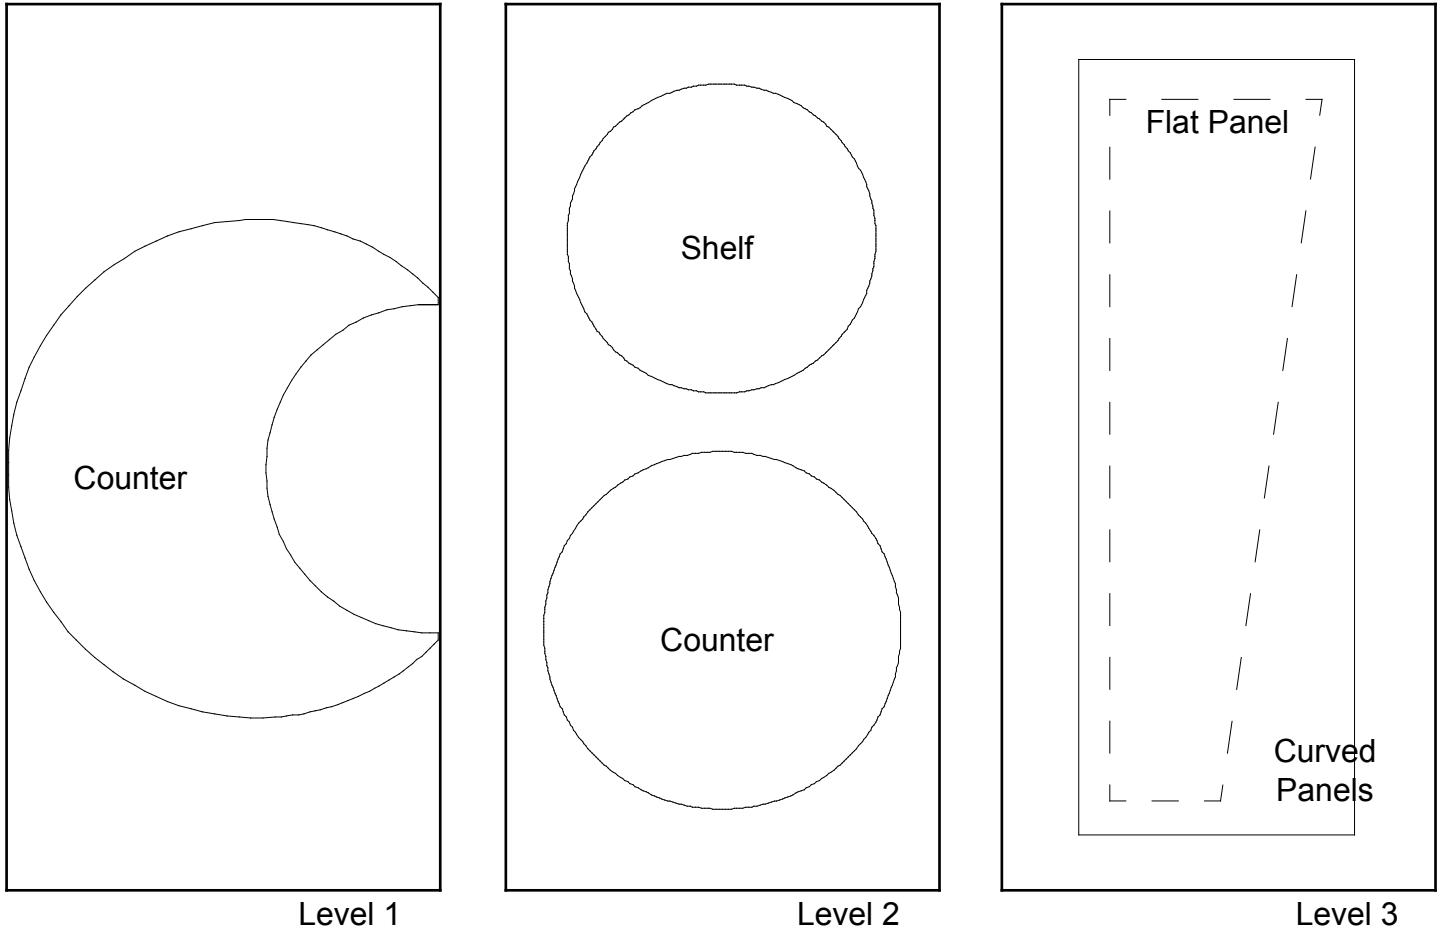 Counter
Level 1
Shelf
Counter
Level 2
Flat Panel
Curved
Panels
Level 3